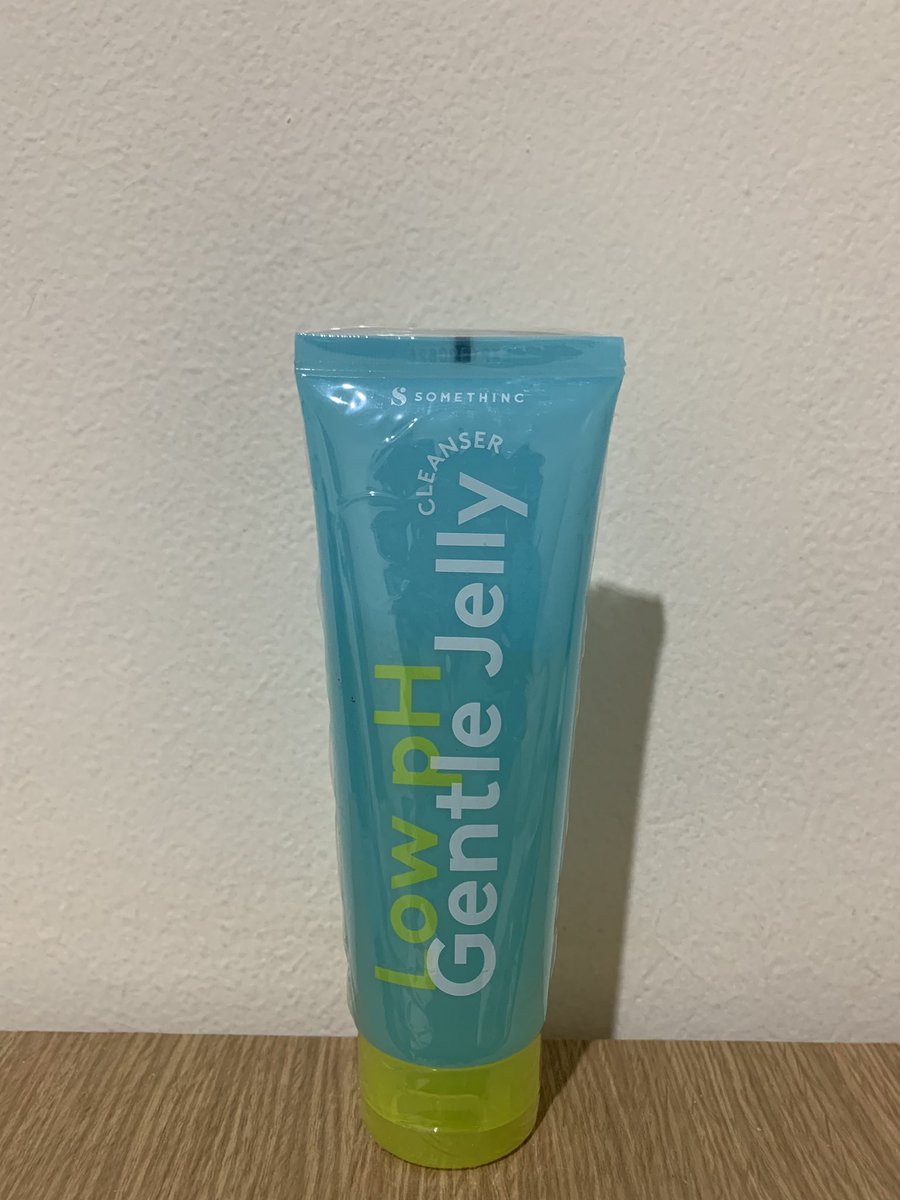 SOMETHINC
CLEANSER
Low pH
Gentle Jelly